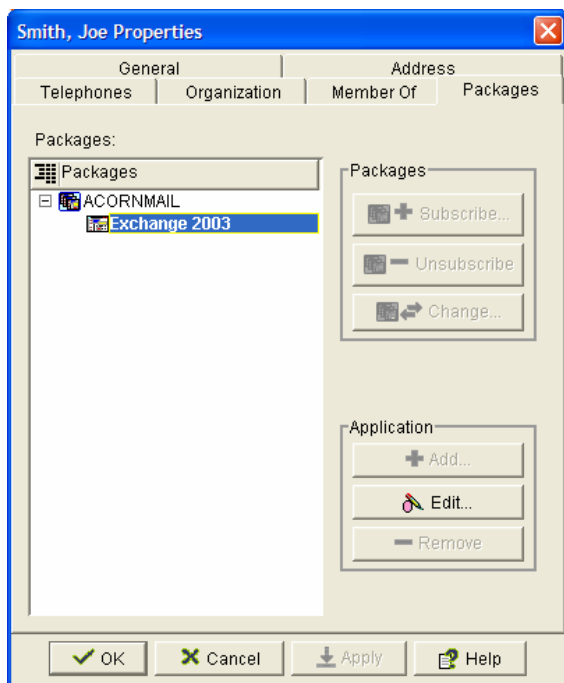 Smith, Joe Properties
General Address
Telephones Organization Member Of Packages
Packages:
Packages
ACORNMAIL
Exchange 2003
Packages
Subscribe...
Unsubscribe
Change...
Application
Add...
Edit...
Remove
OK Cancel Apply Help